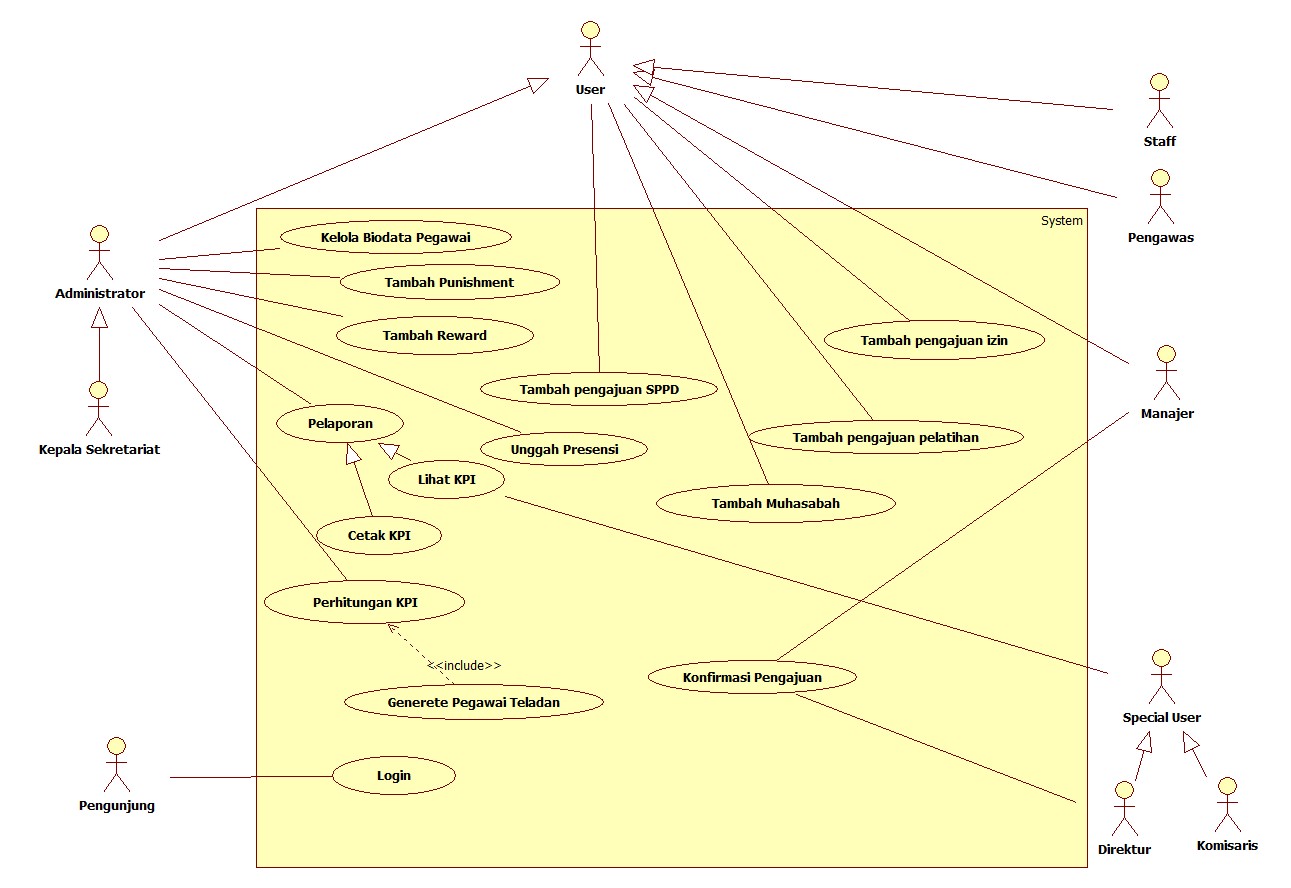 User
Staff
Pengawas
System
Kelola Biodata Pegawai
Tambah Punishment
Administrator
Tambah Reward
Tambah pengajuan izin
Tambah pengajuan SPPD
Manajer
Pelaporan
Tambah pengajuan pelatihan
Kepala Sekretariat
Unggah Presensi
Lihat KPI
Tambah Muhasabah
Cetak KPI
Perhitungan KPI
<<include>>
Konfirmasi Pengajuan
Generete Pegawai Teladan
Special User
Login
Pengunjung
Direktur
Komisaris